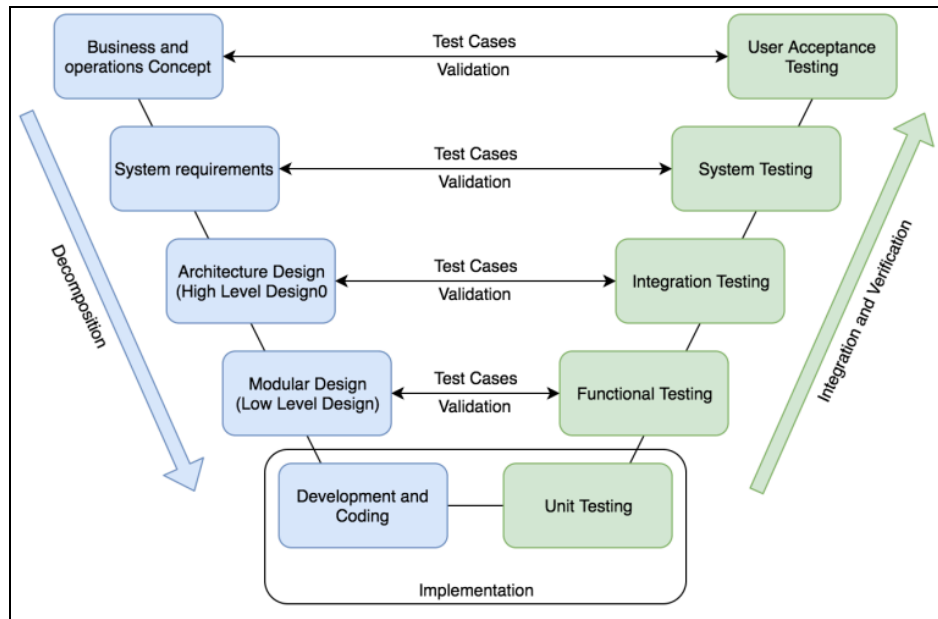 Business and
operations Concept
Test Cases
Validation
User Acceptance
Testing
System requirements
Test Cases
Validation
System Testing
Decomposition
Architecture Design
(High Level Design0
Test Cases
Validation
Integration Testing
Integration and Verification
Modular Design
(Low Level Design)
Test Cases
Validation
Functional Testing
Development and
Coding
Unit Testing
Implementation